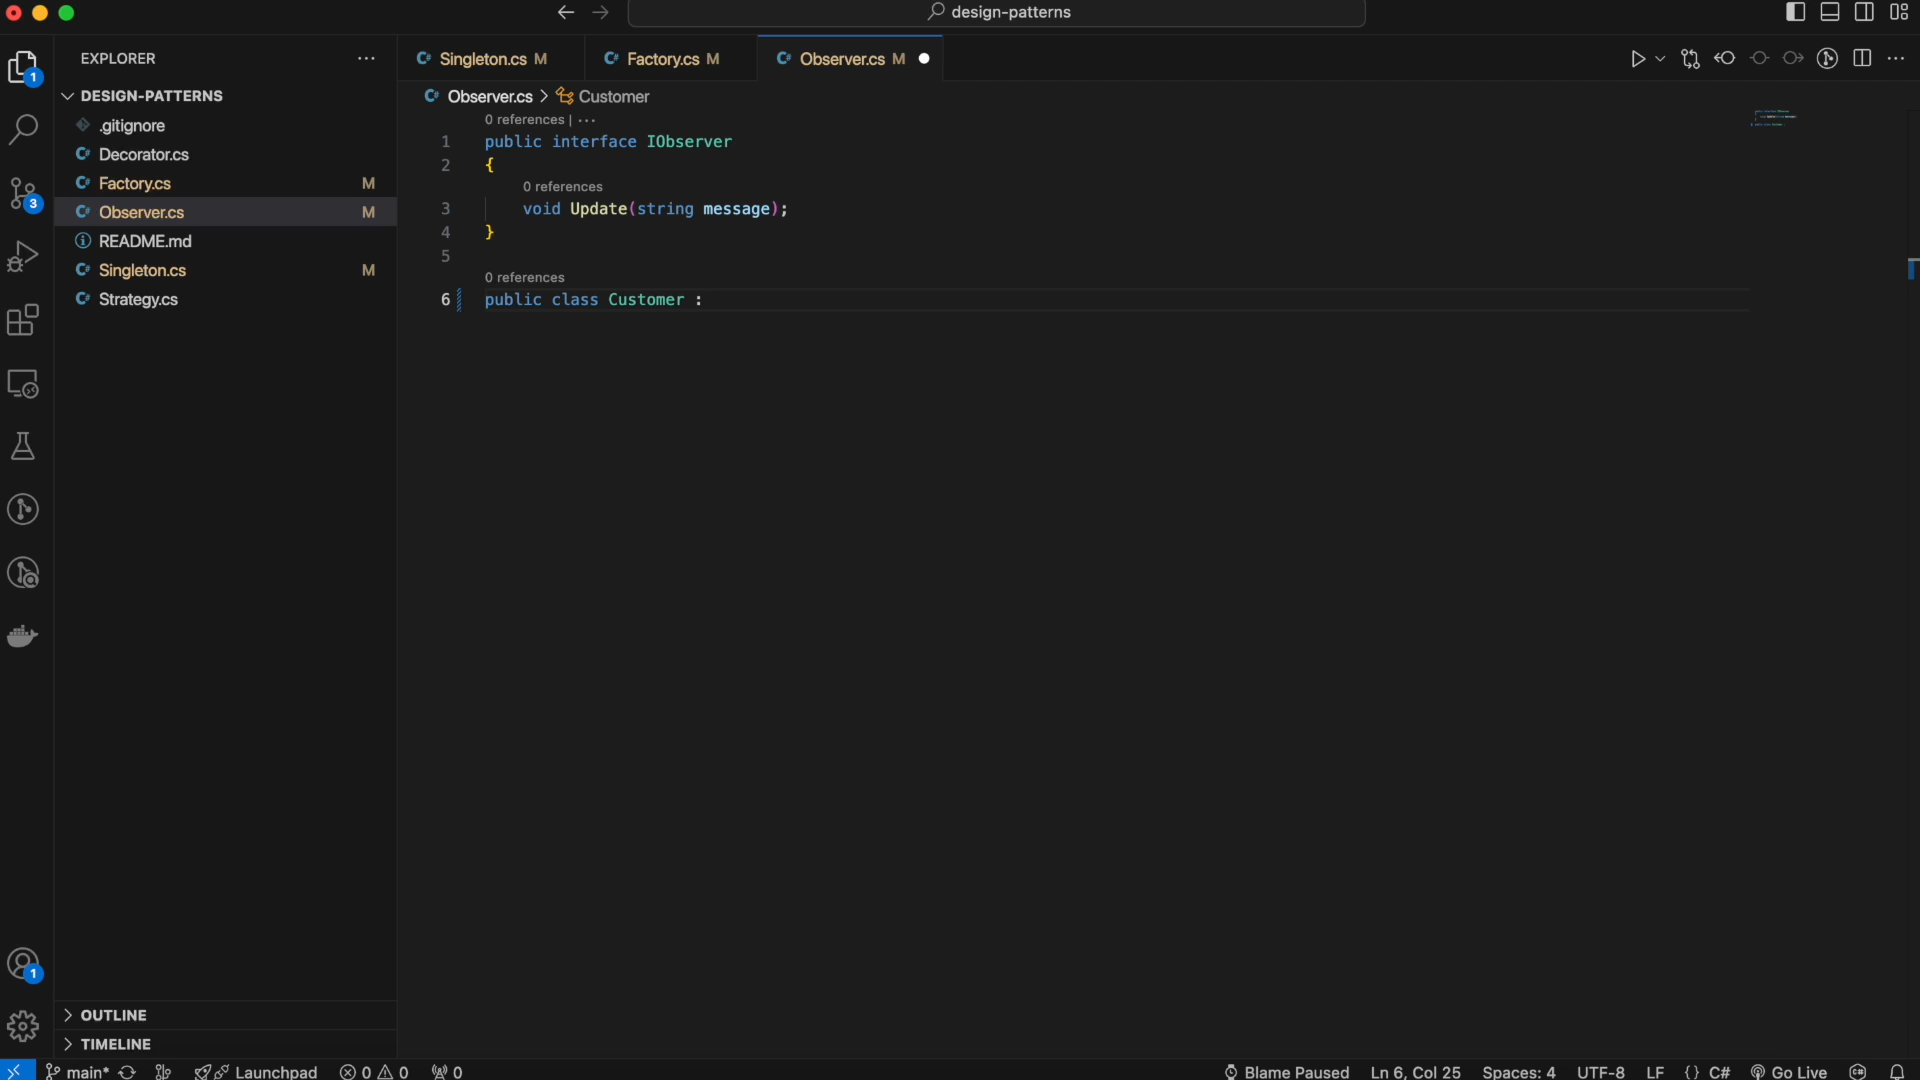 design-patterns
EXPLORER
DESIGN-PATTERNS
.gitignore
Decorator.cs
Factory.cs M
Observer.cs M
README.md
Singleton.cs M
Strategy.cs
1
3
1
OUTLINE
TIMELINE
Singleton.cs M
Factory.cs M
Observer.cs M
Observer.cs > Customer
0 references | ···
1 public interface IObserver
2 {
0 references
3 void Update(string message);
4 }
5
0 references
6 public class Customer :
main* Launchpad 0 0 0
Blame Paused Ln 6, Col 25 Spaces: 4 UTF-8 LF {} C# Go Live